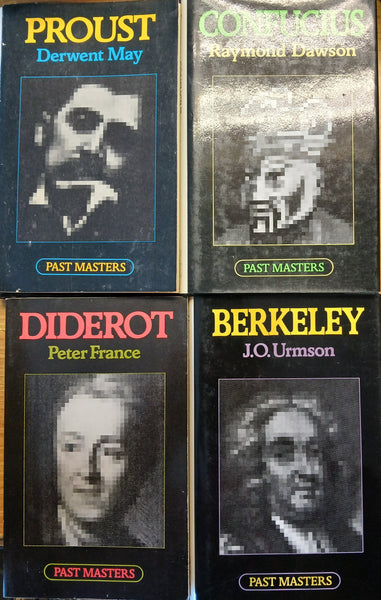 PROUST
Derwent May
PAST MASTERS
CONFUCIUS
Raymond Dawson
PAST MASTERS
DIDEROT
Peter France
PAST MASTERS
BERKELEY
J.O. Urmson
PAST MASTERS